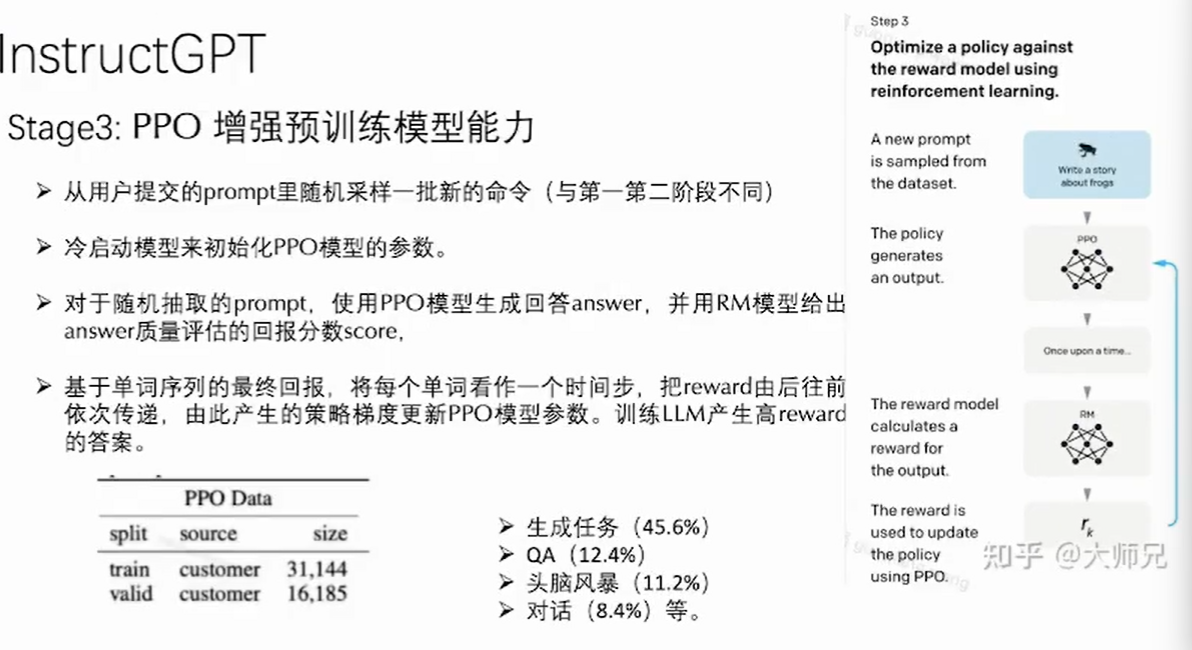 InstructGPT
Stage3: PPO 增强预训练模型能力
➢ 从用户提交的prompt里随机采样一批新的命令（与第一第二阶段不同）
➢ 冷启动模型来初始化PPO模型的参数。
➢ 对于随机抽取的prompt，使用PPO模型生成回答answer，并用RM模型给出
answer质量评估的回报分数score，
➢ 基于单词序列的最终回报，将每个单词看作一个时间步，把reward由后往前
依次传递，由此产生的策略梯度更新PPO模型参数。训练LLM产生高reward
的答案。
PPO Data
split source size
train customer 31,144
valid customer 16,185
➢ 生成任务（45.6%）
➢ QA（12.4%）
➢ 头脑风暴（11.2%）
➢ 对话（8.4%）等。
Step 3
Optimize a policy against
the reward model using
reinforcement learning.
A new prompt
is sampled from
the dataset.
Write a story
about frogs
The policy
generates
an output.
PPO
Once upon a time...
The reward model
calculates a
reward for
the output.
RM
The reward is
used to update
the policy
using PPO.
rk
知乎 @大师兄